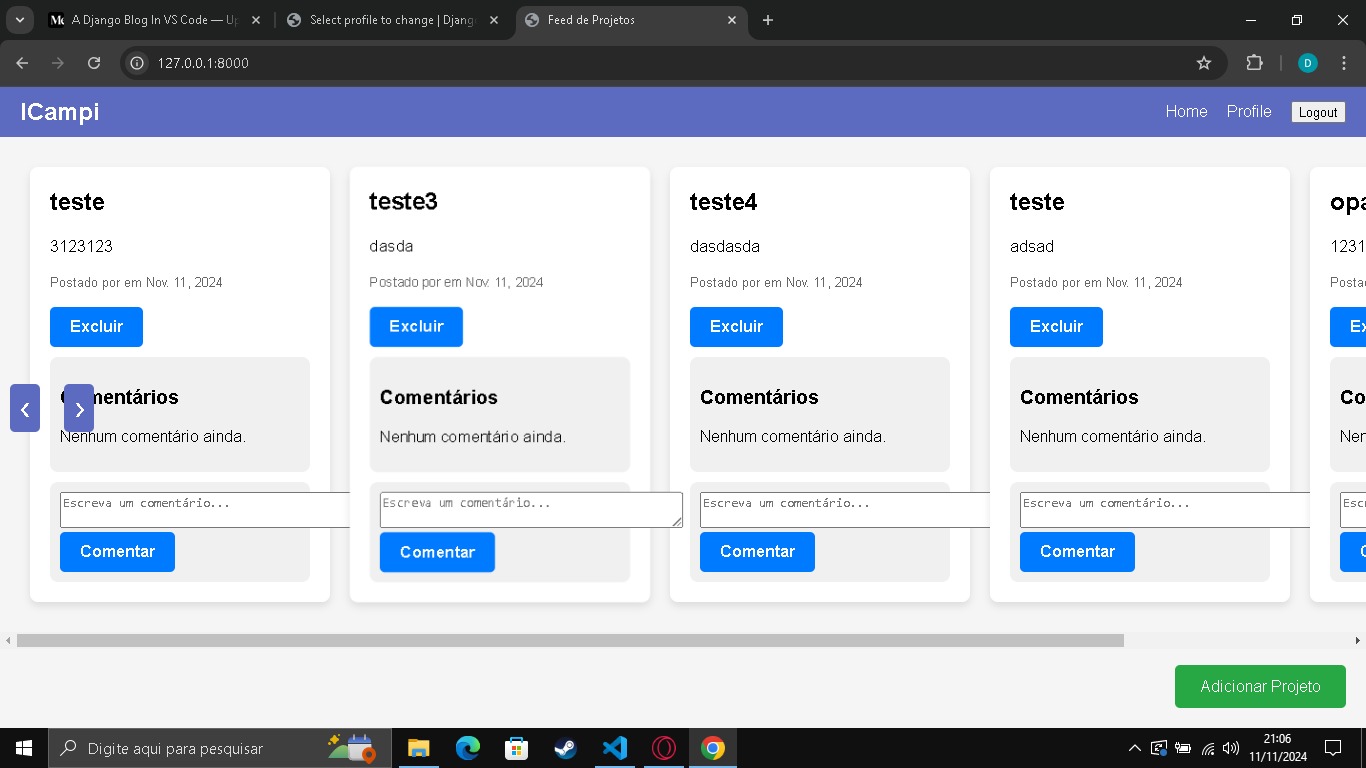 A Django Blog In VS Code — Up
Select profile to change | Djang
Feed de Projetos
127.0.0.1:8000
D
ICampi
Home
Profile
Logout
teste
3123123
Postado por em Nov. 11, 2024
Excluir
Comentários
Nenhum comentário ainda.
Escreva um comentário...
Comentar
teste3
dasda
Postado por em Nov. 11, 2024
Excluir
Comentários
Nenhum comentário ainda.
Escreva um comentário...
Comentar
teste4
dasdasda
Postado por em Nov. 11, 2024
Excluir
Comentários
Nenhum comentário ainda.
Escreva um comentário...
Comentar
teste
adsad
Postado por em Nov. 11, 2024
Excluir
Comentários
Nenhum comentário ainda.
Escreva um comentário...
Comentar
opa
1231
Posta
Ex
Co
Nen
Escr
Adicionar Projeto
Digite aqui para pesquisar
21:06
11/11/2024